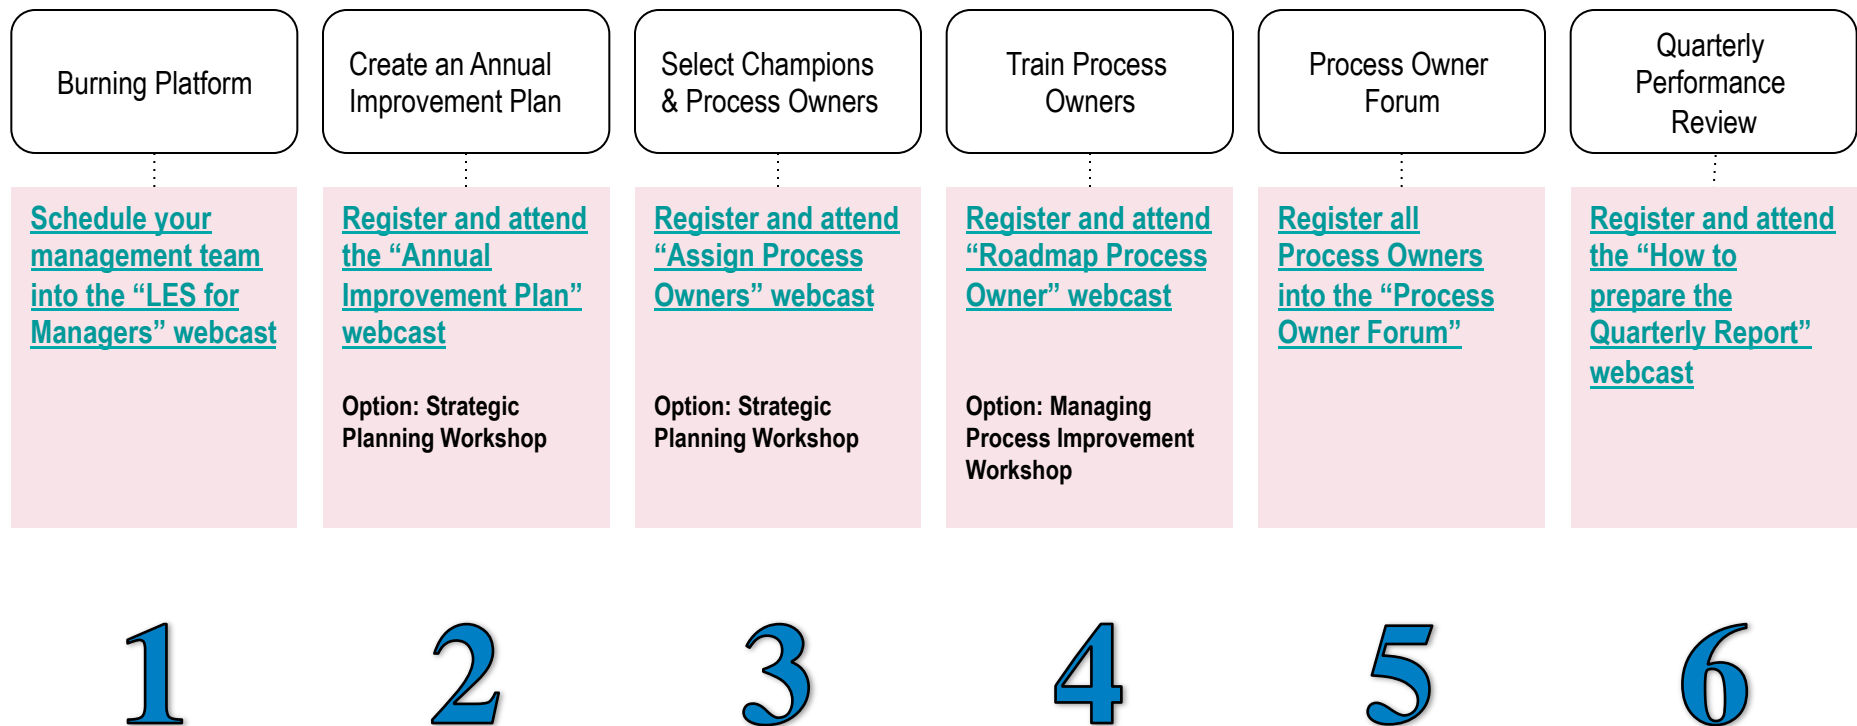 Burning Platform
Create an Annual
Improvement Plan
Select Champions
& Process Owners
Train Process
Owners
Process Owner
Forum
Quarterly
Performance
Review
Schedule your
management team
into the “LES for
Managers” webcast
Register and attend
the “Annual
Improvement Plan”
webcast
Option: Strategic
Planning Workshop
Register and attend
“Assign Process
Owners” webcast
Option: Strategic
Planning Workshop
Register and attend
“Roadmap Process
Owner” webcast
Option: Managing
Process Improvement
Workshop
Register all
Process Owners
into the “Process
Owner Forum”
Register and attend
the “How to
prepare the
Quarterly Report”
webcast
1
2
3
4
5
6